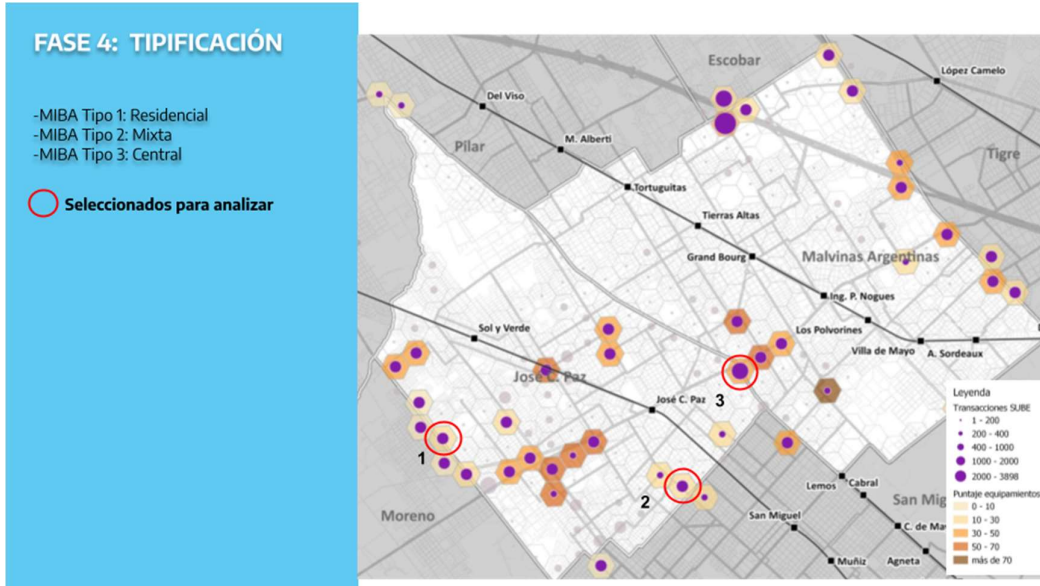 FASE 4: TIPIFICACIÓN
-MIBA Tipo 1: Residencial
-MIBA Tipo 2: Mixta
-MIBA Tipo 3: Central
Seleccionados para analizar
Escobar
López Camelo
Del Viso
Pilar
M. Alberti
Tigre
Tortuguitas
Tierras Altas
Grand Bourg
Malvinas Argentinas
Ing. P. Nogues
Los Polvorines
Villa de Mayo
A. Sordeaux
Sol y Verde
José C. Paz
José C. Paz
3
1
2
Moreno
San Miguel
Muñiz
Lemos
Cabral
San Mig
C. de May
Agneta
Leyenda
Transacciones SUBE
1 - 200
200 - 400
400 - 1000
1000 - 2000
2000 - 3898
Puntaje equipamientos
0 - 10
10 - 30
30 - 50
50 - 70
más de 70